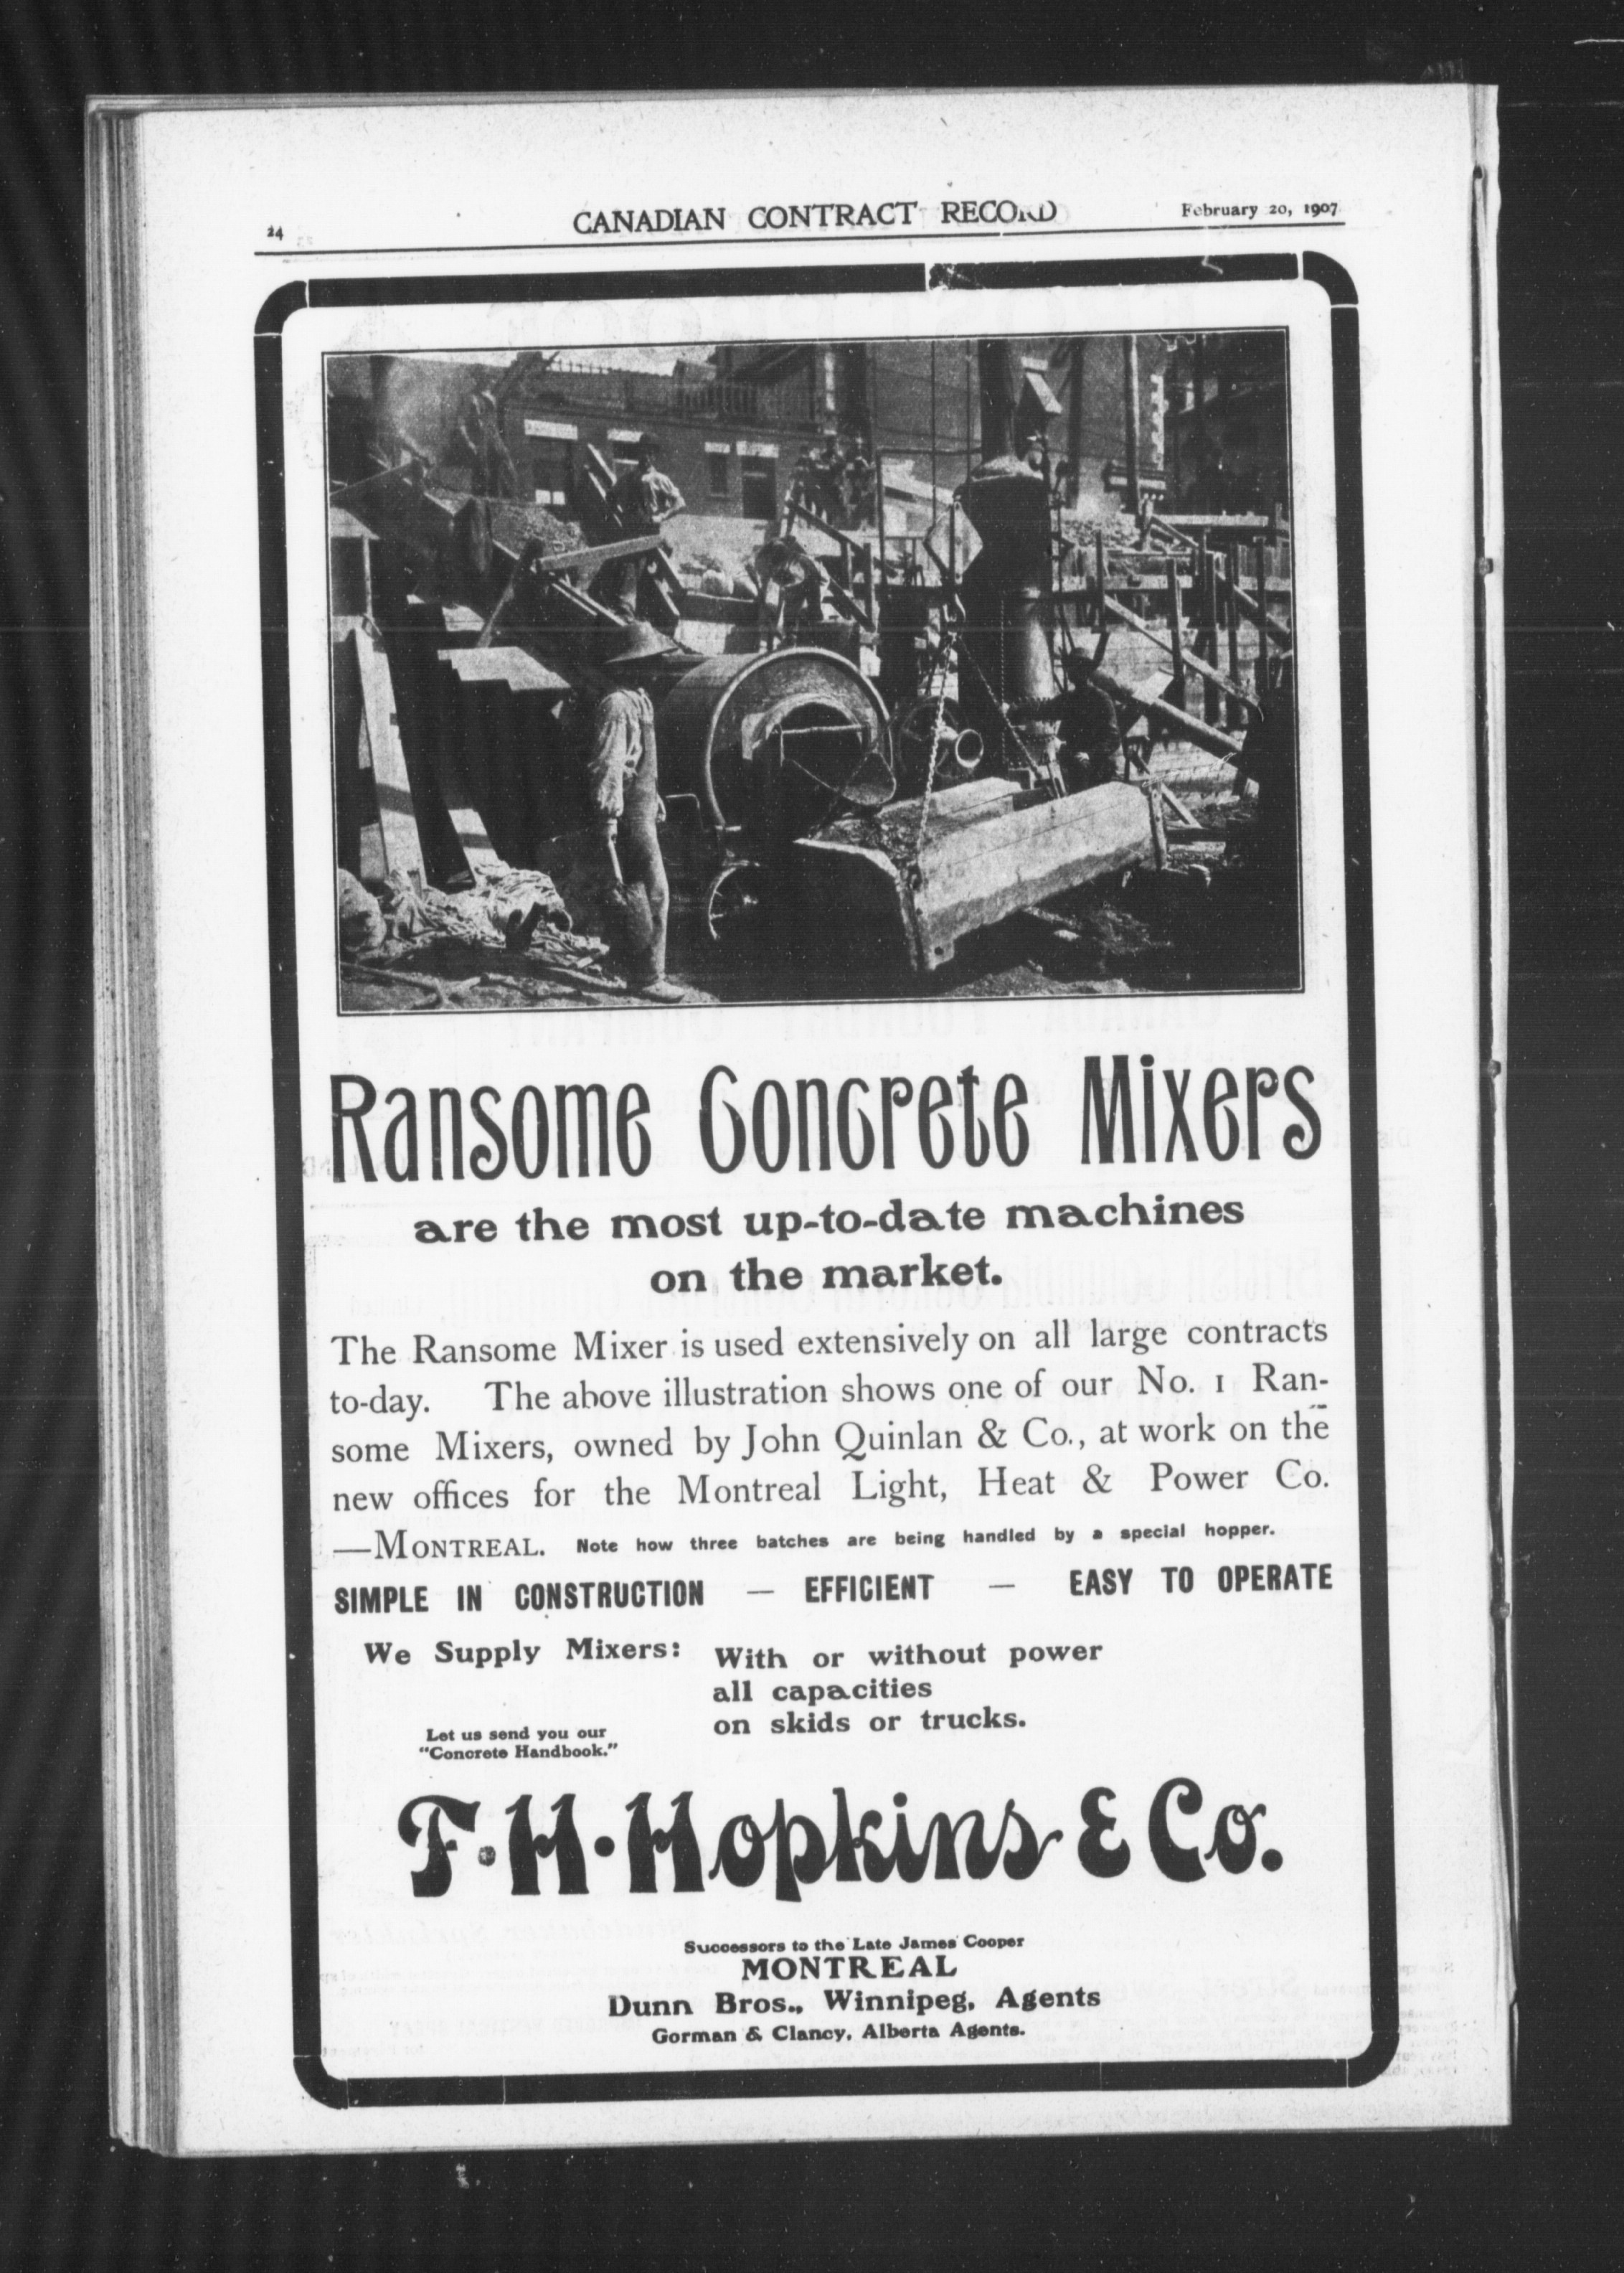 24
CANADIAN CONTRACT RECORD
February 20, 1907
Ransome Concrete Mixers
are the most up-to-date machines
on the market.
The Ransome Mixer is used extensively on all large contracts
to-day. The above illustration shows one of our No. 1 Ran-
some Mixers, owned by John Quinlan & Co., at work on the
new offices for the Montreal Light, Heat & Power Co.
—MONTREAL. Note how three batches are being handled by a special hopper.
SIMPLE IN CONSTRUCTION — EFFICIENT — EASY TO OPERATE
We Supply Mixers: With or without power
all capacities
on skids or trucks.
Let us send you our
"Concrete Handbook."
F. H. Hopkins & Co.
Successors to the Late James Cooper
MONTREAL
Dunn Bros., Winnipeg, Agents
Gorman & Clancy, Alberta Agents.